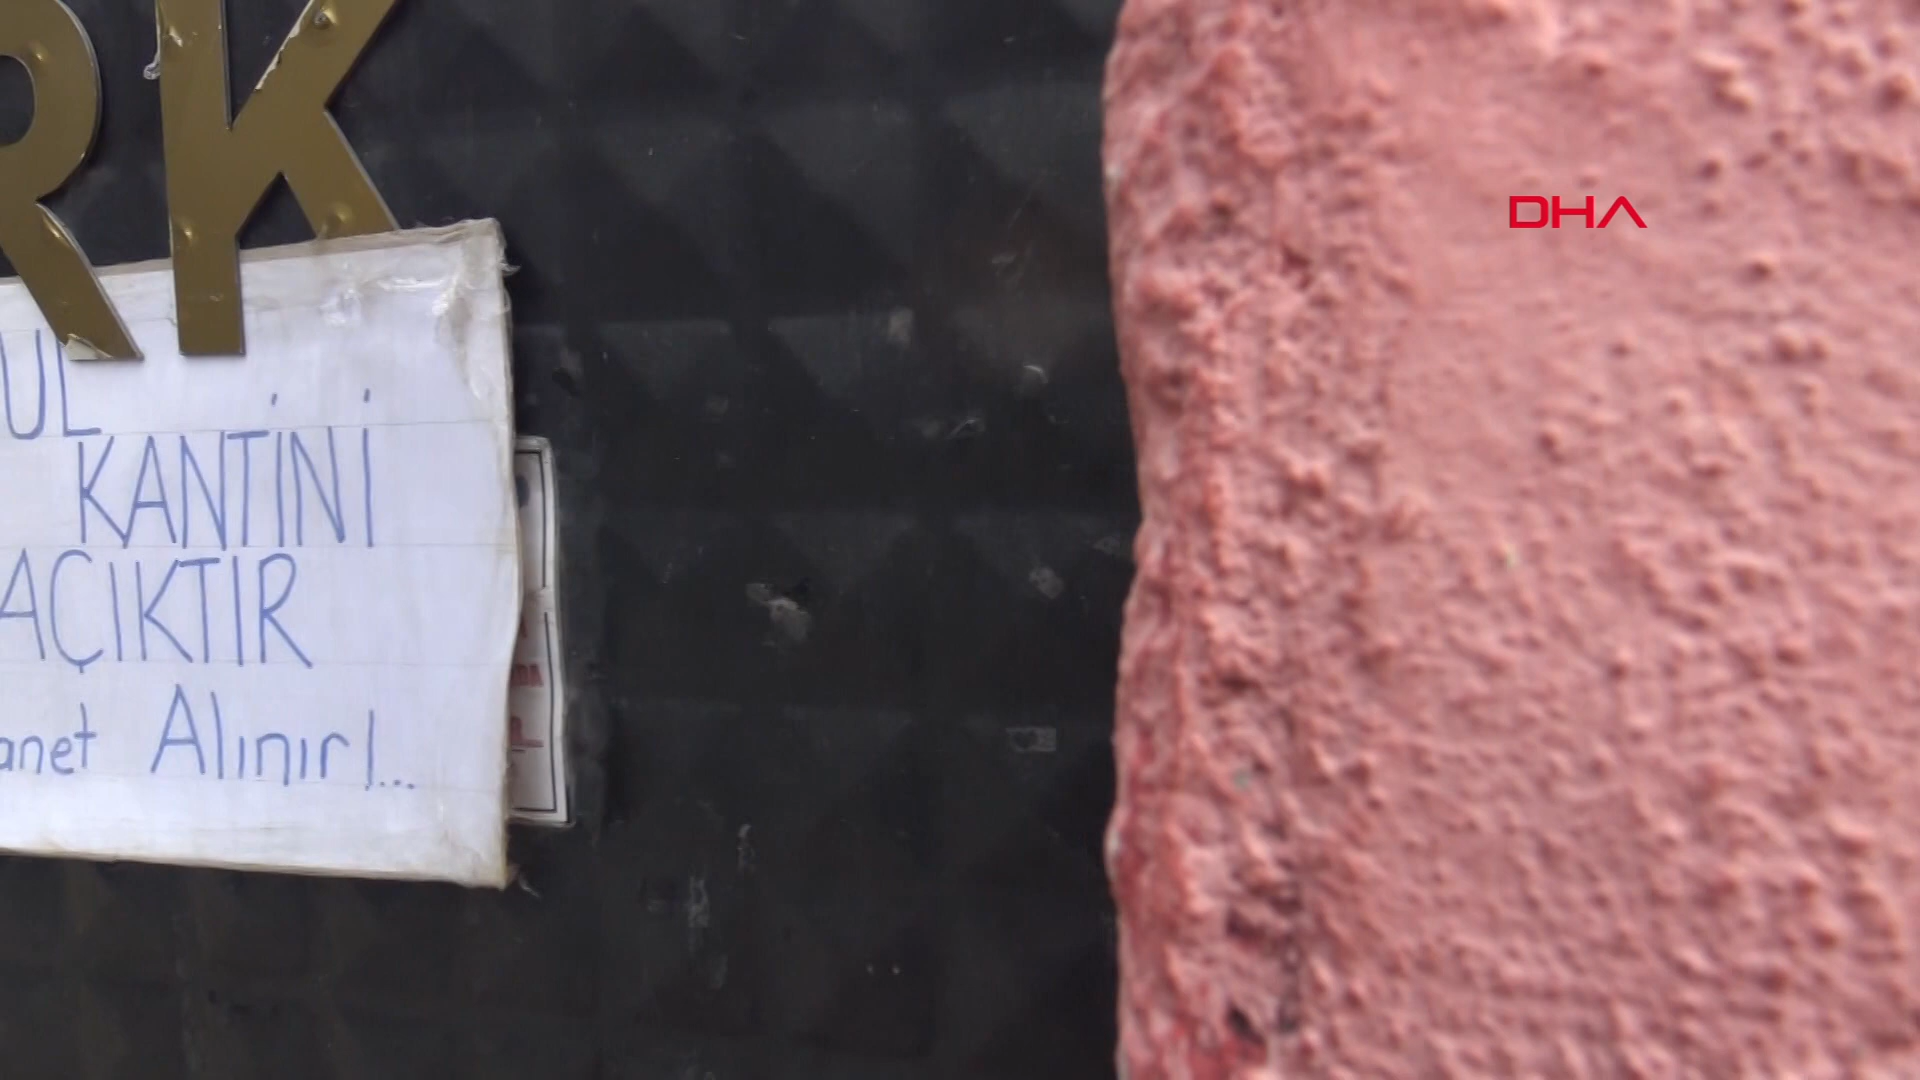 RK
DHA
UL
KANTİNİ
AÇIKTIR
anet Alınır!...